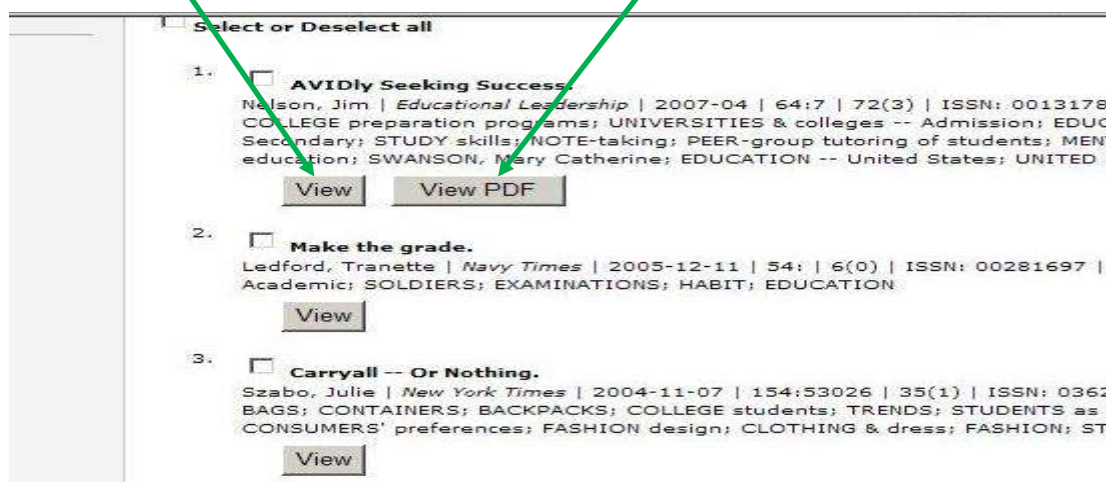 Select or Deselect all
1. AVIDly Seeking Success.
Nelson, Jim | Educational Leadership | 2007-04 | 64:7 | 72(3) | ISSN: 0013178
COLLEGE preparation programs; UNIVERSITIES & colleges -- Admission; EDUC
Secondary; STUDY skills; NOTE-taking; PEER-group tutoring of students; MEN
education; SWANSON, Mary Catherine; EDUCATION -- United States; UNITED
View View PDF
2. Make the grade.
Ledford, Tranette | Navy Times | 2005-12-11 | 54: | 6(0) | ISSN: 00281697 |
Academic; SOLDIERS; EXAMINATIONS; HABIT; EDUCATION
View
3. Carryall -- Or Nothing.
Szabo, Julie | New York Times | 2004-11-07 | 154:53026 | 35(1) | ISSN: 0362
BAGS; CONTAINERS; BACKPACKS; COLLEGE students; TRENDS; STUDENTS as
CONSUMERS' preferences; FASHION design; CLOTHING & dress; FASHION; ST
View